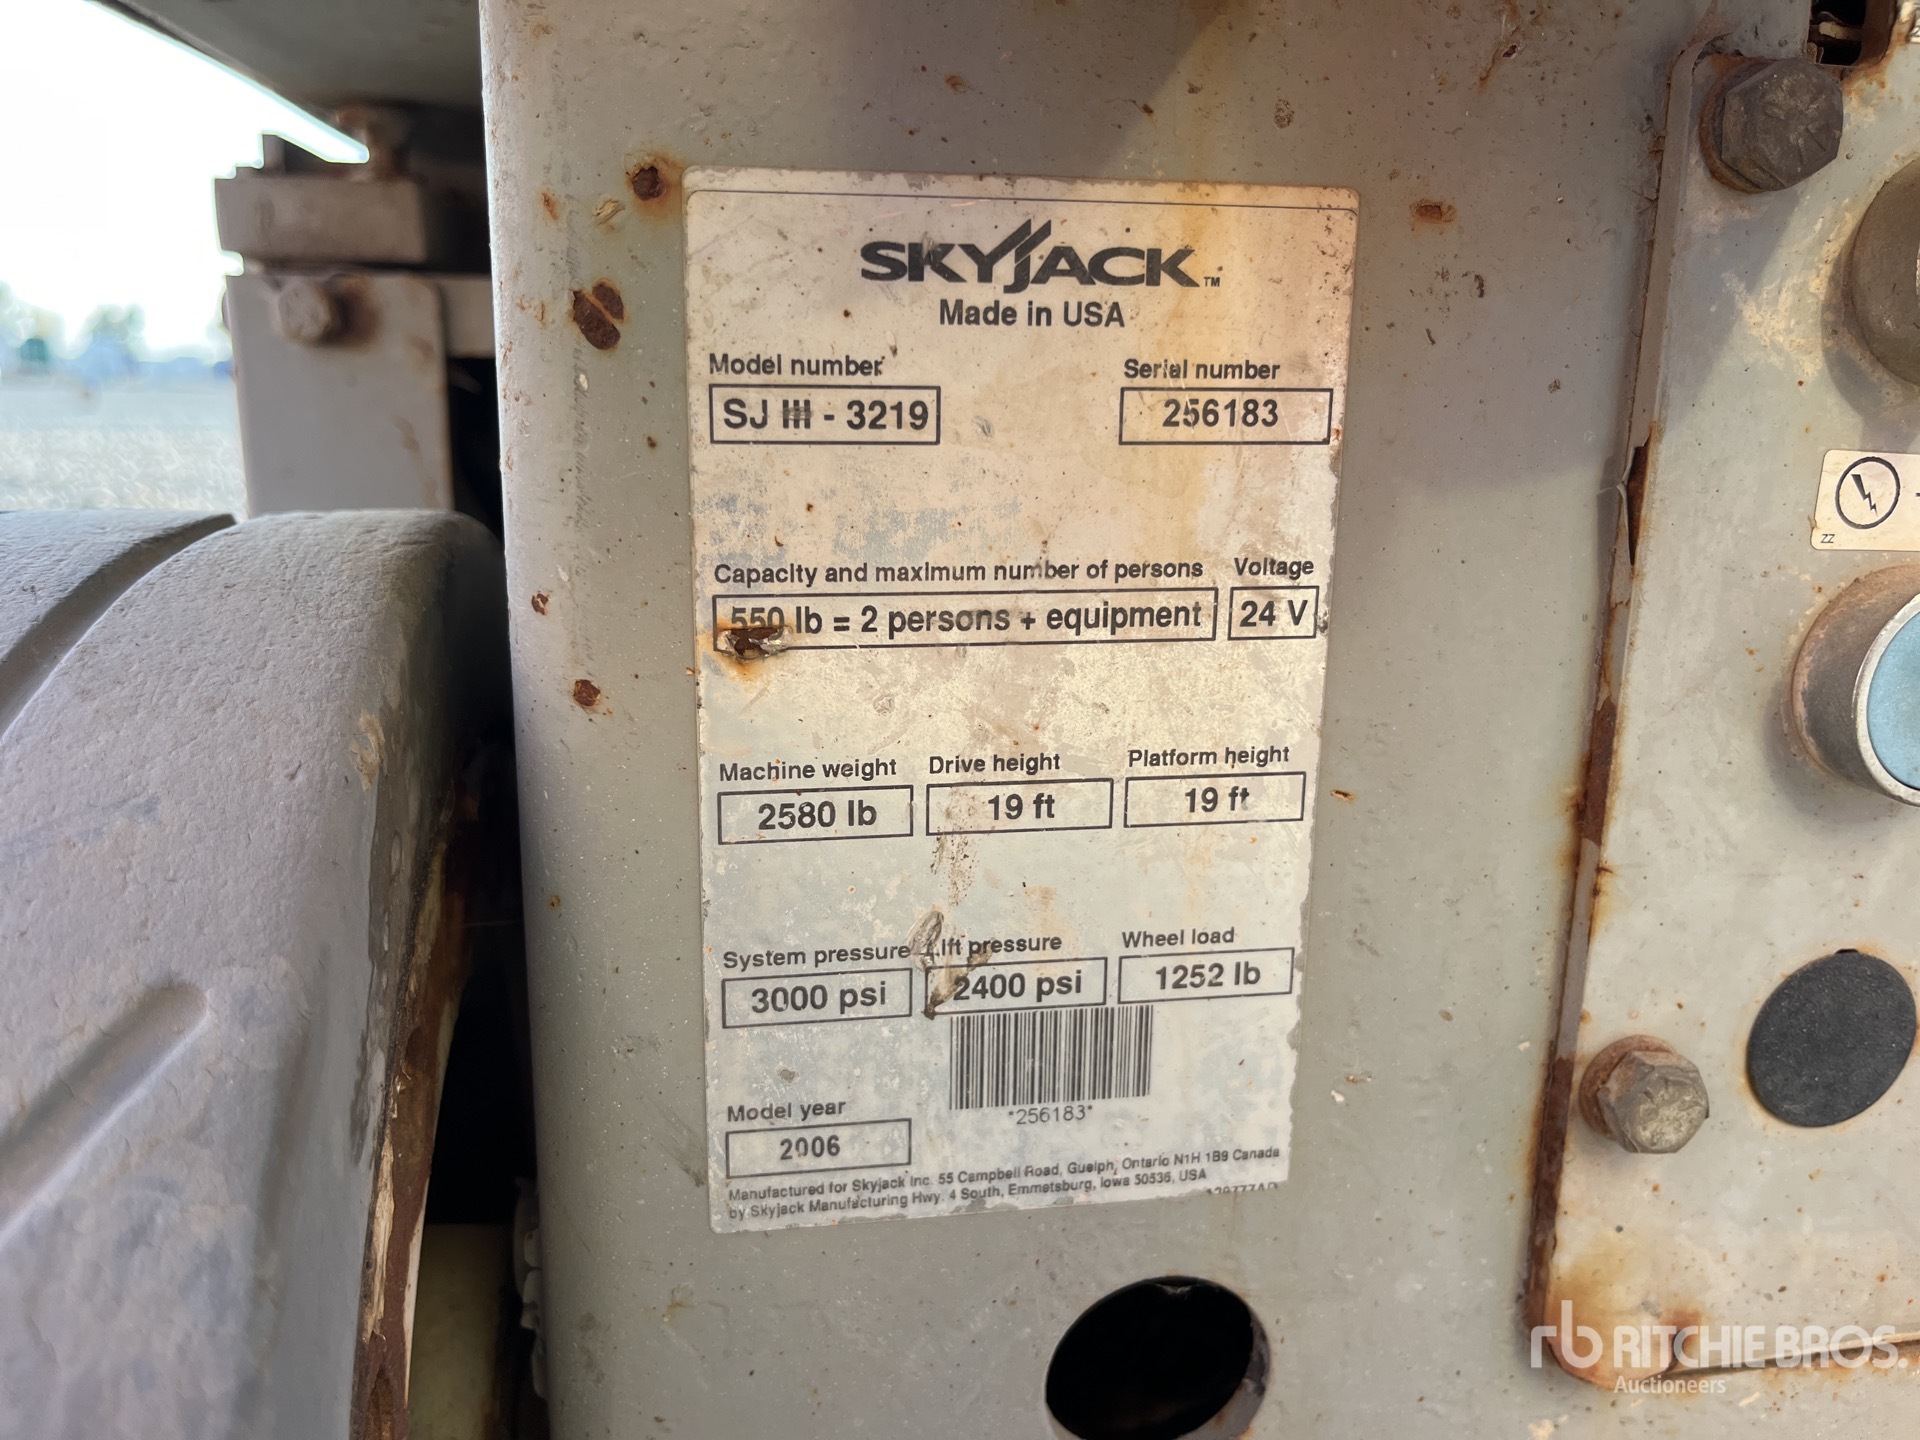 SKYJACK™
Made in USA
Model number
SJ III - 3219
Serial number
256183
Capacity and maximum number of persons
550 lb = 2 persons + equipment
Voltage
24 V
Machine weight
2580 lb
Drive height
19 ft
Platform height
19 ft
System pressure
3000 psi
Lift pressure
2400 psi
Wheel load
1252 lb
*256183*
Model year
2006
Manufactured for Skyjack Inc. 55 Campbell Road, Guelph, Ontario N1H 1B9 Canada
by Skyjack Manufacturing Hwy. 4 South, Emmetsburg, Iowa 50536, USA
ZZ
rb RITCHIE BROS.
Auctioneers